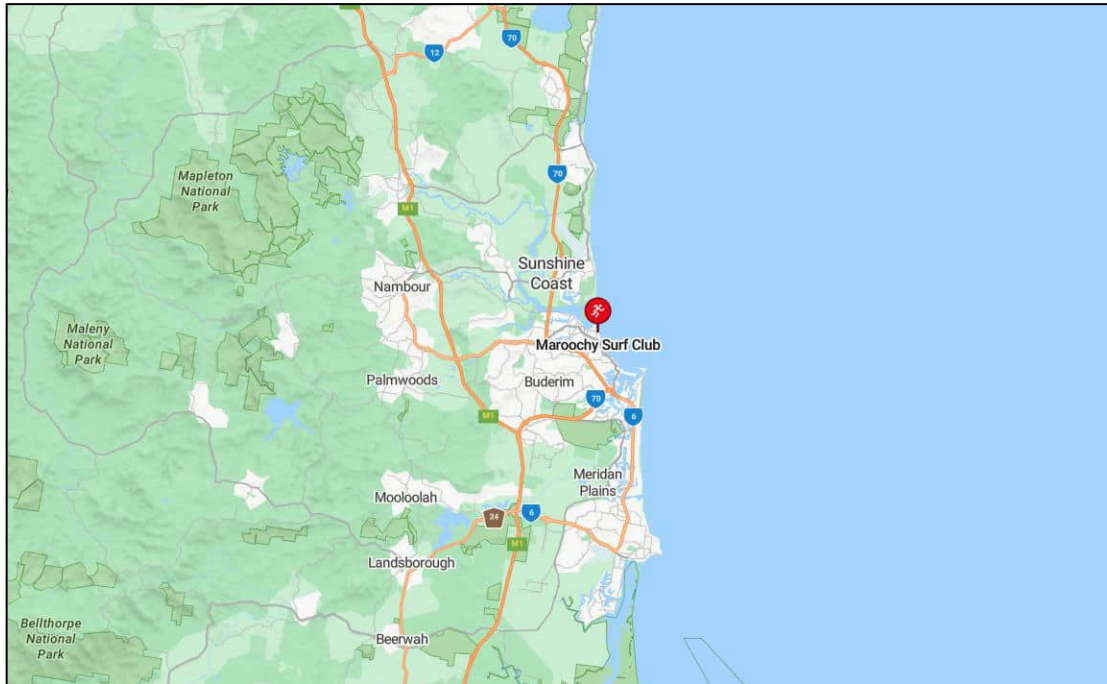 70
12
70
Mapleton
National
Park
M1
Sunshine
Coast
Nambour
Maroochy Surf Club
Maleny
National
Park
Palmwoods
Buderim
70
M1
6
Meridan
Plains
Mooloolah
24
6
M1
Landsborough
Bellthorpe
National
Park
Beerwah